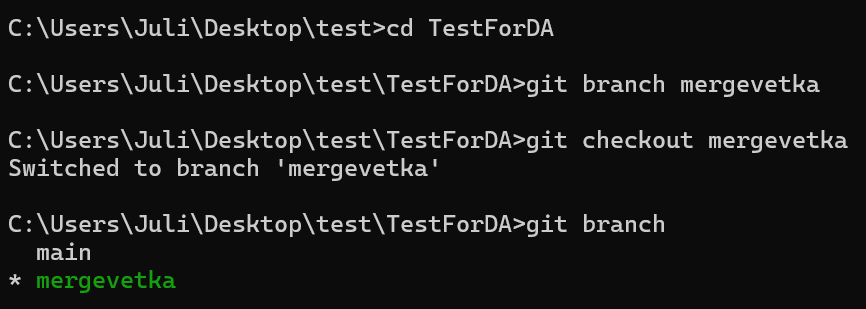 C:\Users\Juli\Desktop\test>cd TestForDA
C:\Users\Juli\Desktop\test\TestForDA>git branch mergevetka
C:\Users\Juli\Desktop\test\TestForDA>git checkout mergevetka
Switched to branch 'mergevetka'
C:\Users\Juli\Desktop\test\TestForDA>git branch
  main
* mergevetka